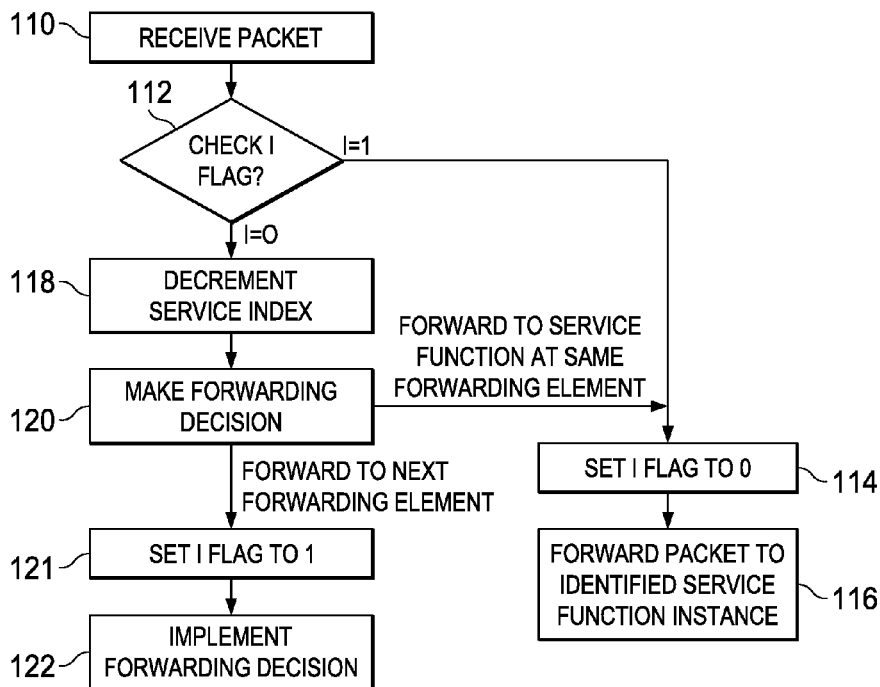 110
RECEIVE PACKET
112
CHECK I
FLAG?
I=1
I=0
118
DECREMENT
SERVICE INDEX
FORWARD TO SERVICE
FUNCTION AT SAME
FORWARDING ELEMENT
120
MAKE FORWARDING
DECISION
FORWARD TO NEXT
FORWARDING ELEMENT
SET I FLAG TO 0
114
121
SET I FLAG TO 1
FORWARD PACKET TO
IDENTIFIED SERVICE
FUNCTION INSTANCE
116
122
IMPLEMENT
FORWARDING DECISION